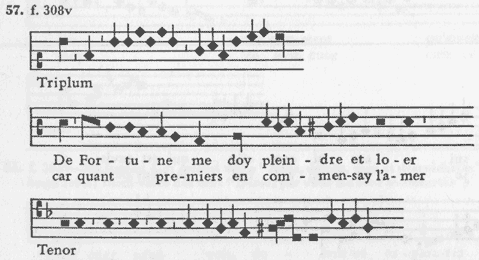 57. f. 308v
Triplum
De For - tu - ne me doy plein - dre et lo - er
car quant pre-miers en com - men-say l'a-mer
Tenor